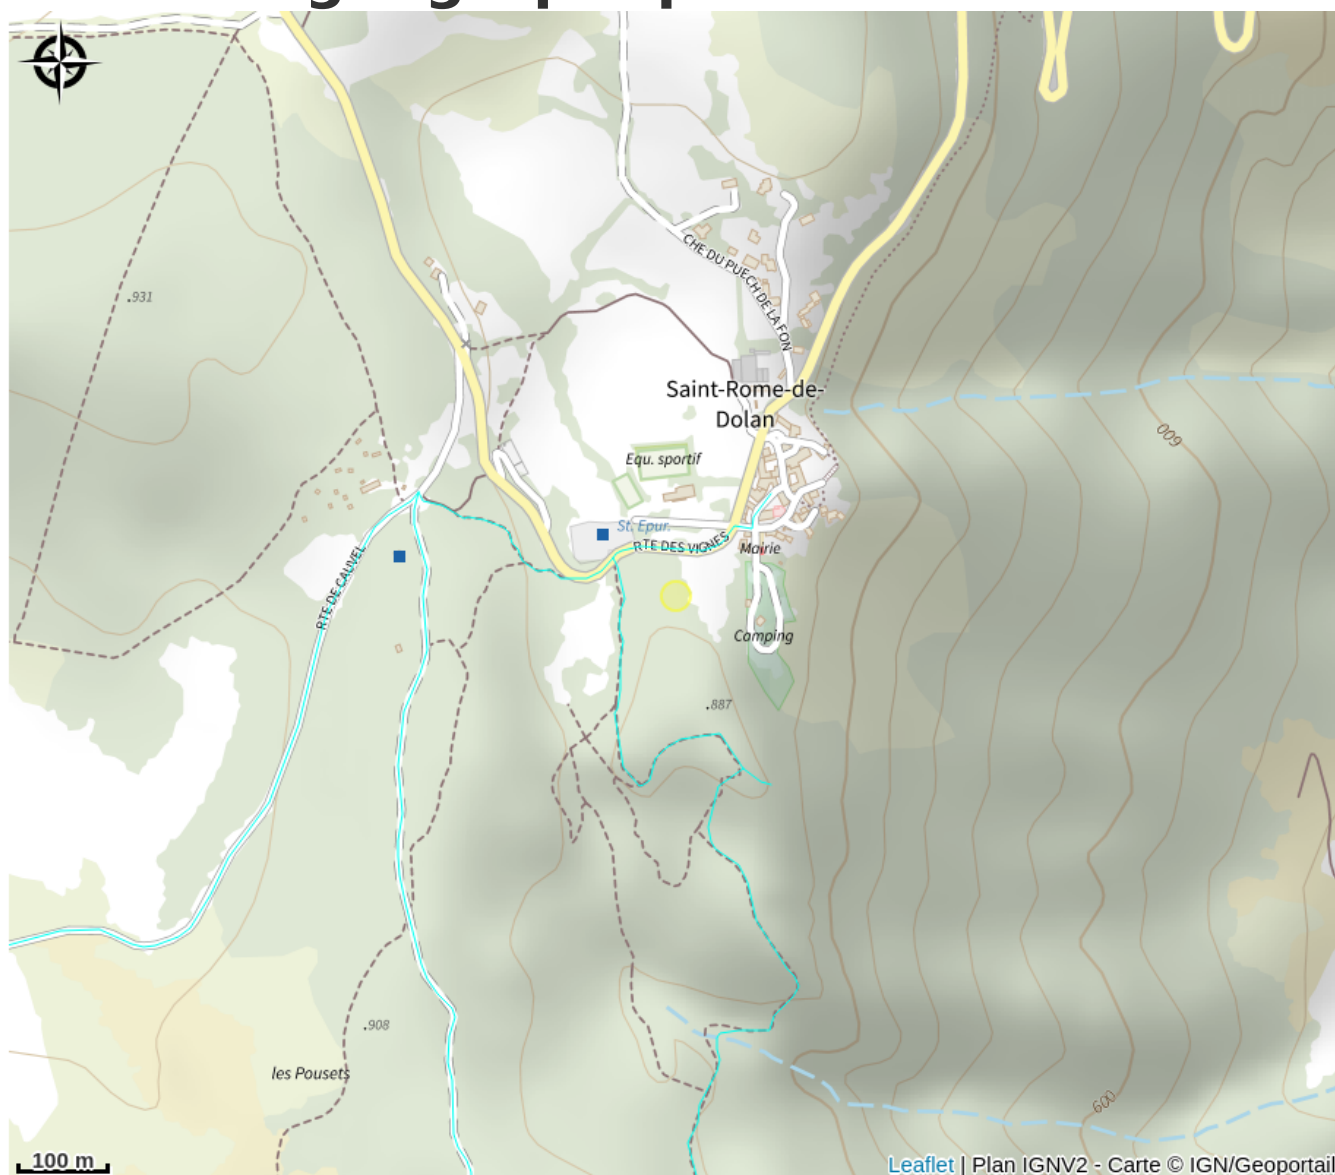 .931
CHE DU PUECH DE LA FON
Saint-Rome-de-
Dolan
600
Equ. sportif
St. Epur.
RTE DES VIGNES
Mairie
RTE DE CAUVEL
Camping
.887
.908
les Pousets
600
100 m
Leaflet | Plan IGNV2 - Carte © IGN/Geoportail